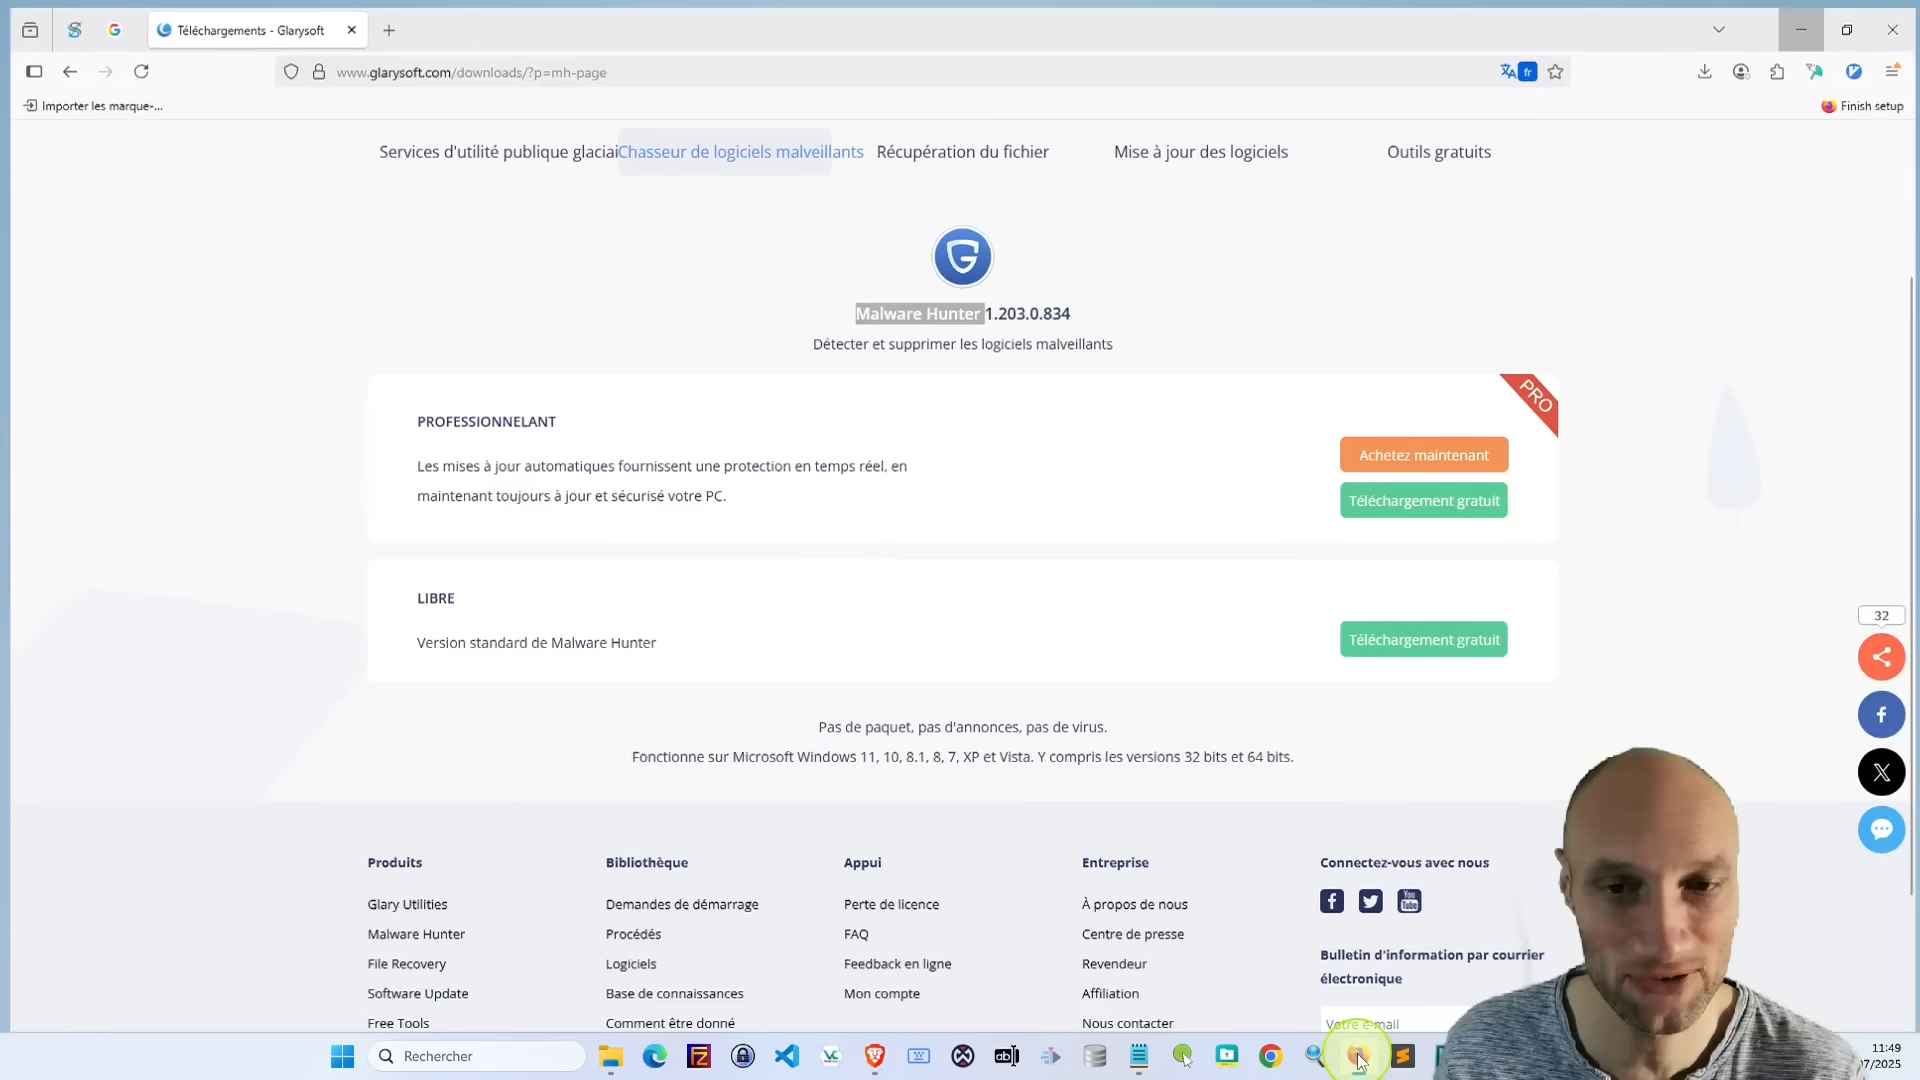 Téléchargements - Glarysoft
www.glarysoft.com/downloads/?p=mh-page
fr
Importer les marque-...
Finish setup
Services d'utilité publique glaciai
Chasseur de logiciels malveillants
Récupération du fichier
Mise à jour des logiciels
Outils gratuits
Malware Hunter 1.203.0.834
Détecter et supprimer les logiciels malveillants
PRO
PROFESSIONNELANT
Les mises à jour automatiques fournissent une protection en temps réel, en
maintenant toujours à jour et sécurisé votre PC.
Achetez maintenant
Téléchargement gratuit
LIBRE
Version standard de Malware Hunter
Téléchargement gratuit
32
Pas de paquet, pas d'annonces, pas de virus.
Fonctionne sur Microsoft Windows 11, 10, 8.1, 8, 7, XP et Vista. Y compris les versions 32 bits et 64 bits.
Produits
Glary Utilities
Malware Hunter
File Recovery
Software Update
Free Tools
Bibliothèque
Demandes de démarrage
Procédés
Logiciels
Base de connaissances
Comment être donné
Appui
Perte de licence
FAQ
Feedback en ligne
Mon compte
Entreprise
À propos de nous
Centre de presse
Revendeur
Affiliation
Nous contacter
Connectez-vous avec nous
You
Tube
Bulletin d'information par courrier
électronique
Votre e-mail
Rechercher
11:49
07/2025